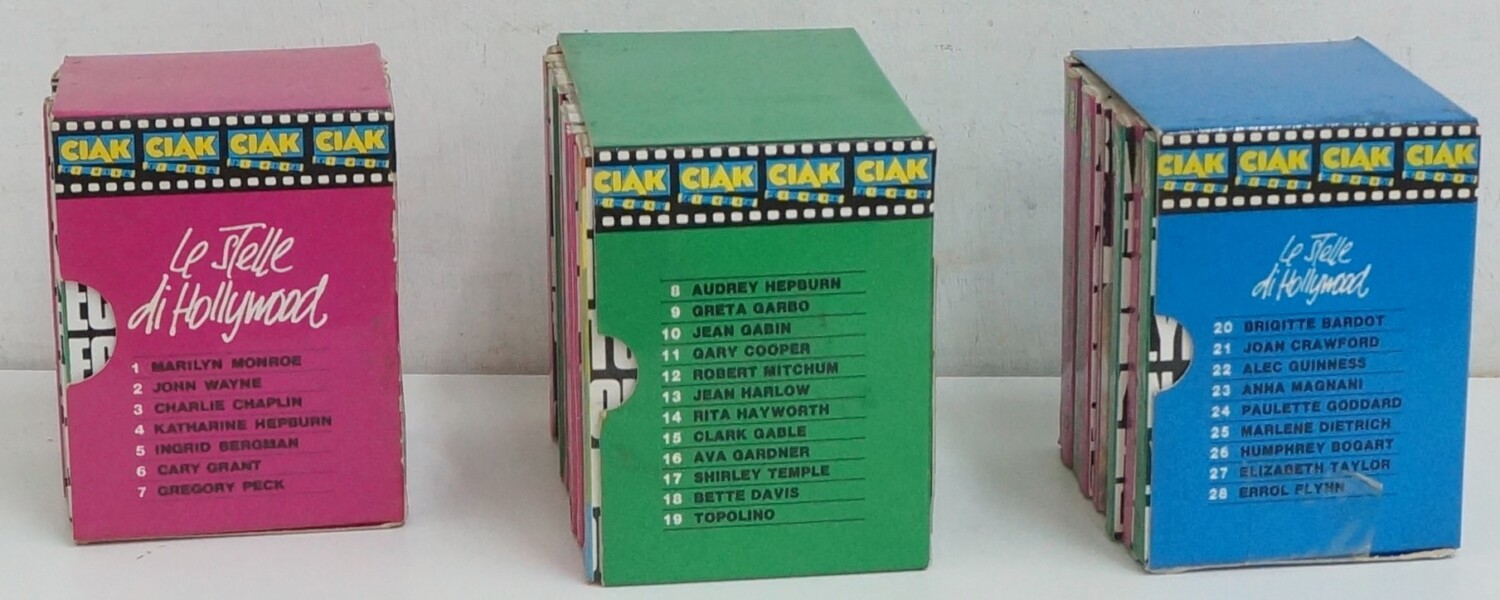 CIAK CIAK CIAK CIAK
Le stelle
di Hollywood
1 MARILYN MONROE
2 JOHN WAYNE
3 CHARLIE CHAPLIN
4 KATHARINE HEPBURN
5 INGRID BERGMAN
6 CARY GRANT
7 GREGORY PECK
CIAK CIAK CIAK CIAK
8 AUDREY HEPBURN
9 GRETA GARBO
10 JEAN GABIN
11 GARY COOPER
12 ROBERT MITCHUM
13 JEAN HARLOW
14 RITA HAYWORTH
15 CLARK GABLE
16 AVA GARDNER
17 SHIRLEY TEMPLE
18 BETTE DAVIS
19 TOPOLINO
CIAK CIAK CIAK CIAK
Le stelle
di Hollywood
20 BRIGITTE BARDOT
21 JOAN CRAWFORD
22 ALEC GUINNESS
23 ANNA MAGNANI
24 PAULETTE GODDARD
25 MARLENE DIETRICH
26 HUMPHREY BOGART
27 ELIZABETH TAYLOR
28 ERROL FLYNN